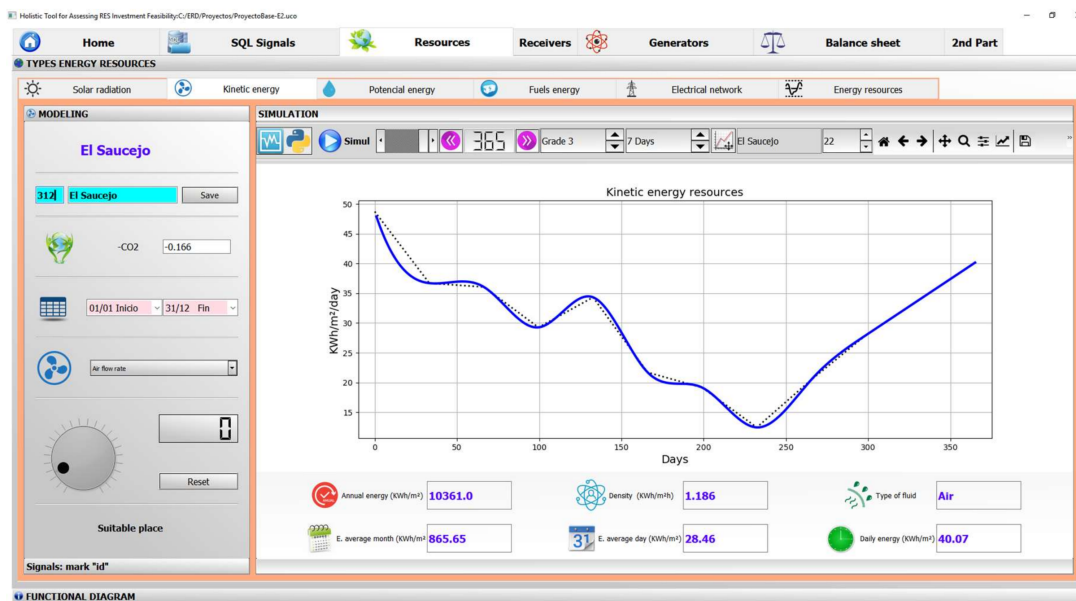 Holistic Tool for Assessing RES Investment Feasibility:C:/ERD/Proyectos/ProyectoBase-E2.uco
Home SQL Signals Resources Receivers Generators Balance sheet 2nd Part
TYPES ENERGY RESOURCES
Solar radiation Kinetic energy Potencial energy Fuels energy Electrical network Energy resources
MODELING
El Saucejo
312 El Saucejo Save
-CO2 -0.166
01/01 Inicio 31/12 Fin
Air flow rate
0
Reset
Suitable place
Signals: mark "id"
SIMULATION
Simul 365 Grade 3 7 Days El Saucejo 22
Kinetic energy resources
KWh/m²/day
50
45
40
35
30
25
20
15
0 50 100 150 200 250 300 350
Days
Annual energy (KWh/m²) 10361.0 Density (KWh/m²h) 1.186 Type of fluid Air
E. average month (KWh/m² 865.65 31 E. average day (KWh/m²) 28.46 Daily energy (KWh/m²) 40.07
FUNCTIONAL DIAGRAM